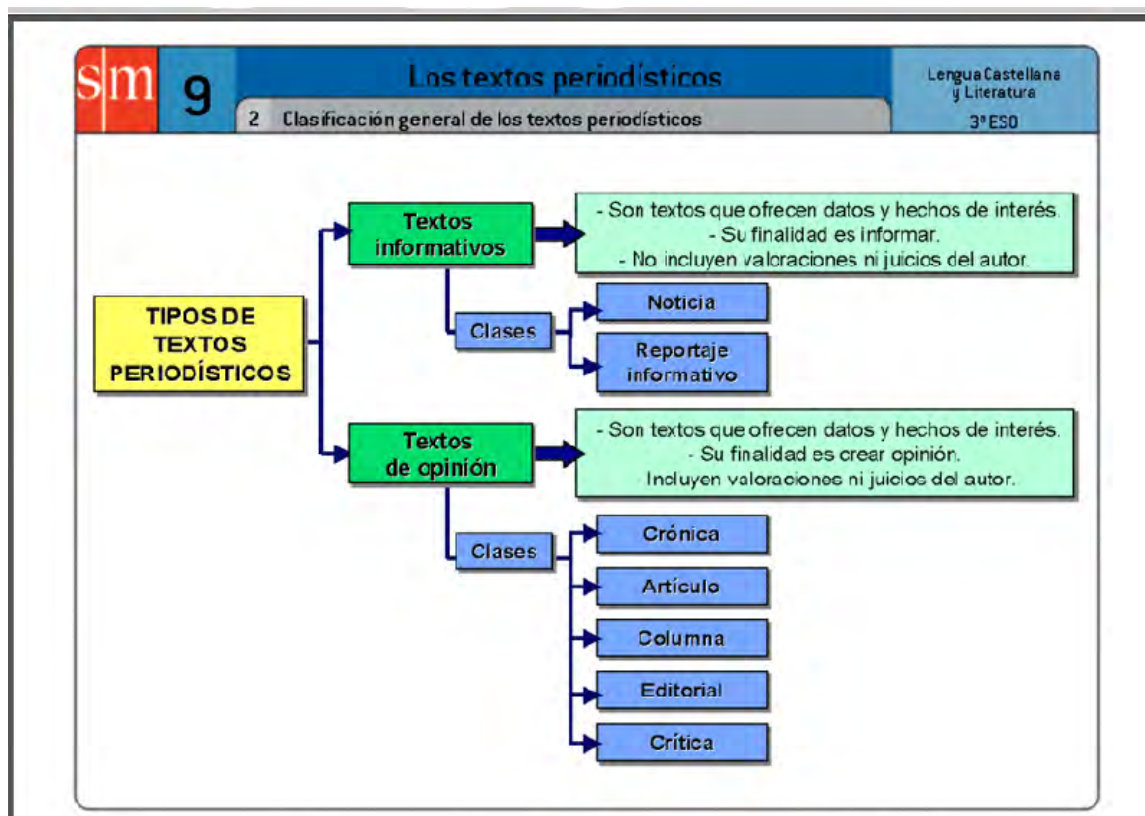 sm
9
Los textos periodísticos
Lengua Castellana
y Literatura
3º ESO
2 Clasificación general de los textos periodísticos
TIPOS DE
TEXTOS
PERIODÍSTICOS
Textos
informativos
- Son textos que ofrecen datos y hechos de interés.
- Su finalidad es informar.
- No incluyen valoraciones ni juicios del autor.
Clases
Noticia
Reportaje
informativo
Textos
de opinión
- Son textos que ofrecen datos y hechos de interés.
- Su finalidad es crear opinión.
Incluyen valoraciones ni juicios del autor.
Clases
Crónica
Artículo
Columna
Editorial
Crítica